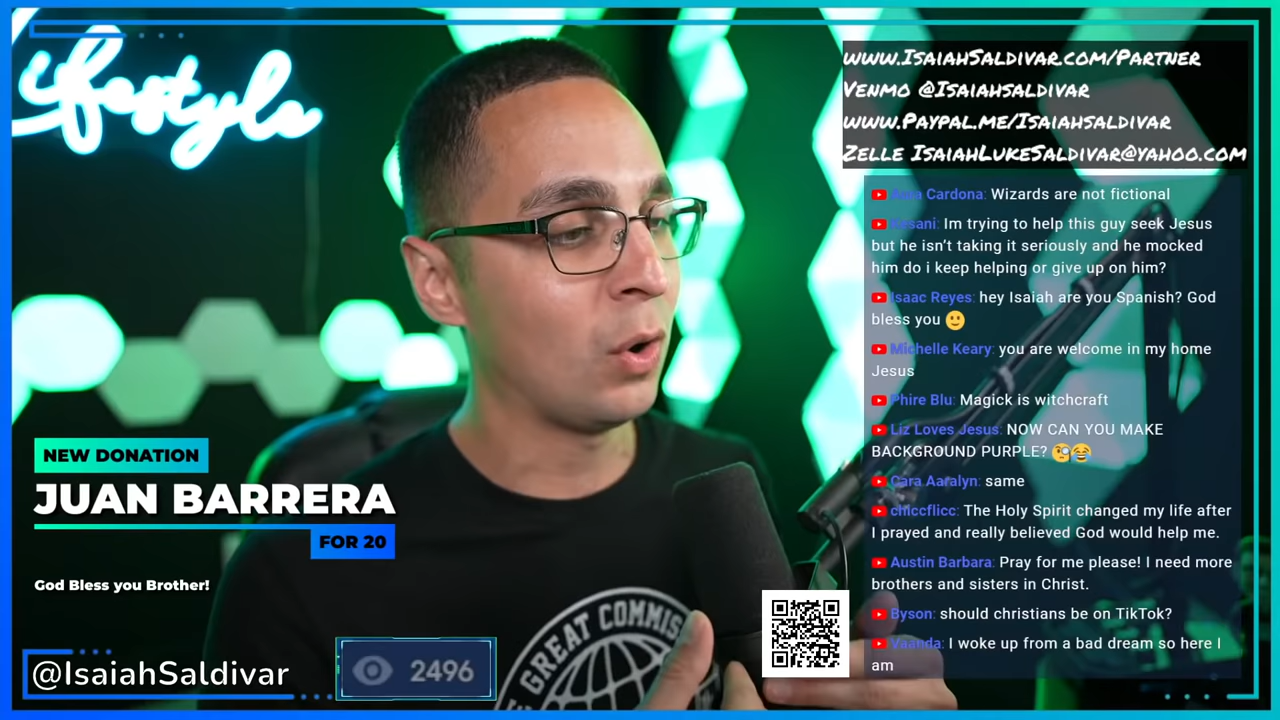 ifestyle
www.IsaiahSaldivar.com/Partner
Venmo @Isaiahsaldivar
www.Paypal.me/Isaiahsaldivar
Zelle IsaiahLukeSaldivar@yahoo.com
Cardona: Wizards are not fictional
Im trying to help this guy seek Jesus
but he isn't taking it seriously and he mocked
him do i keep helping or give up on him?
Isaac Reyes: hey Isaiah are you Spanish? God
bless you 🙂
Michelle Keary: you are welcome in my home
Jesus
Phire Blu: Magick is witchcraft
Liz Loves Jesus: NOW CAN YOU MAKE
BACKGROUND PURPLE? 🧐😂
Cara Aaralyn: same
chiccflicc: The Holy Spirit changed my life after
I prayed and really believed God would help me.
Austin Barbara: Pray for me please! I need more
brothers and sisters in Christ.
Byson: should christians be on TikTok?
I woke up from a bad dream so here I
am
NEW DONATION
JUAN BARRERA
FOR 20
God Bless you Brother!
@IsaiahSaldivar
2496
GREAT COMMIS